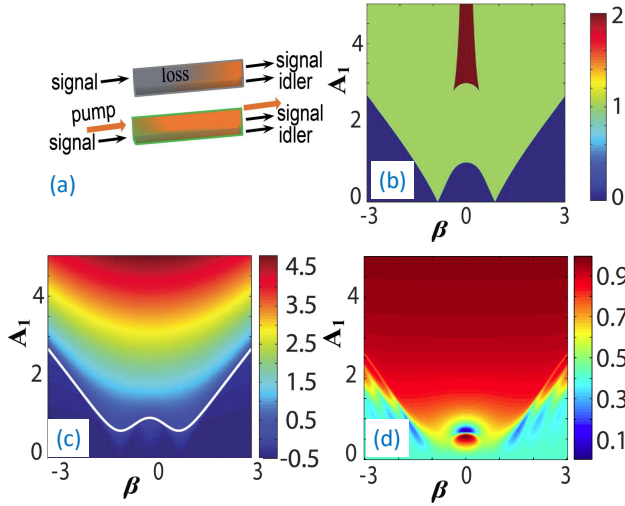 loss
signal
signal
idler
pump
signal
signal
idler
(a)
A1
4
2
0
-3
0
3
β
(b)
2
1
0
A1
4
2
0
-3
0
3
β
(c)
4.5
3.5
2.5
1.5
0.5
-0.5
A1
4
2
0
-3
0
3
β
(d)
0.9
0.7
0.5
0.3
0.1